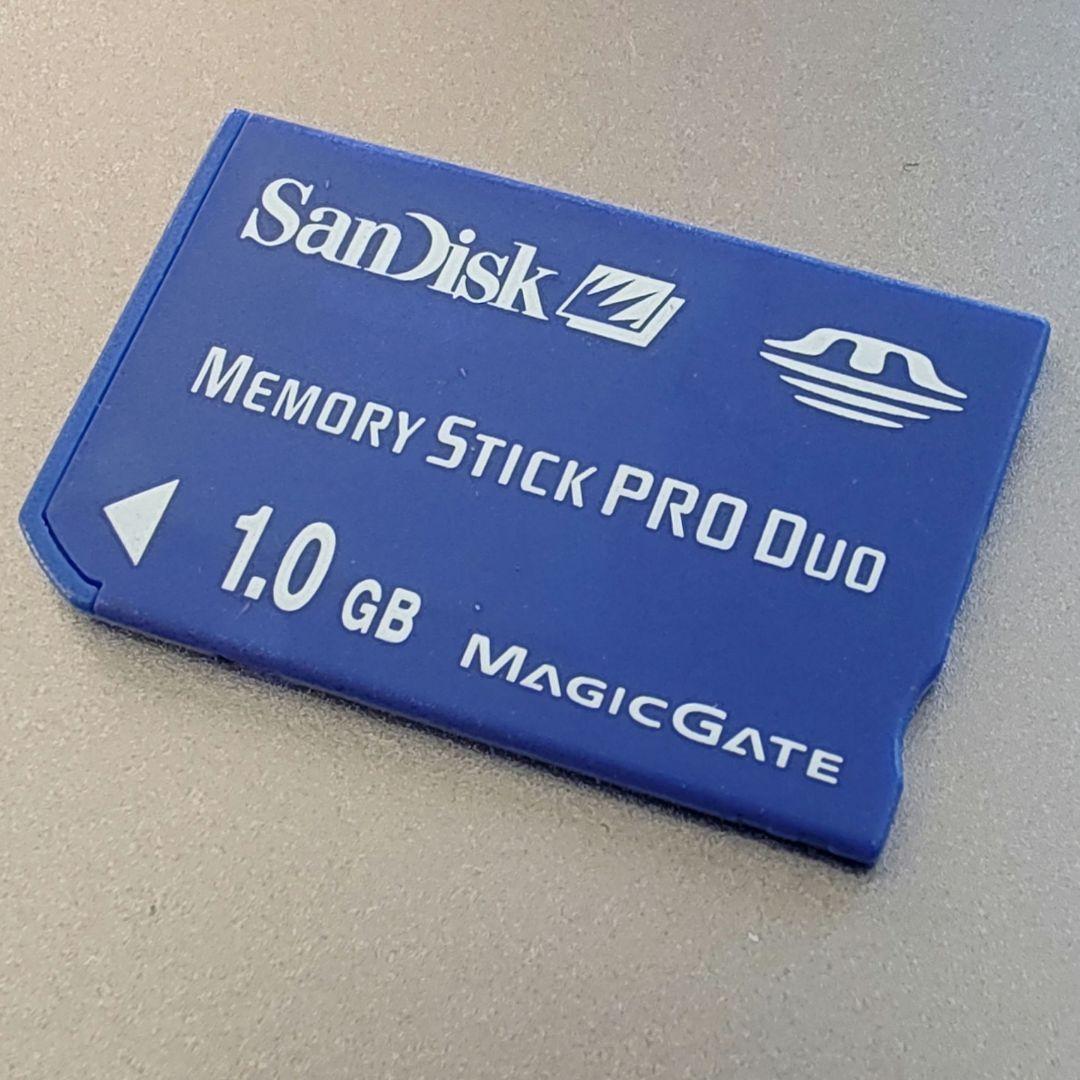 SanDisk
MEMORY STICK PRO DUO
1.0 GB
MAGICGATE